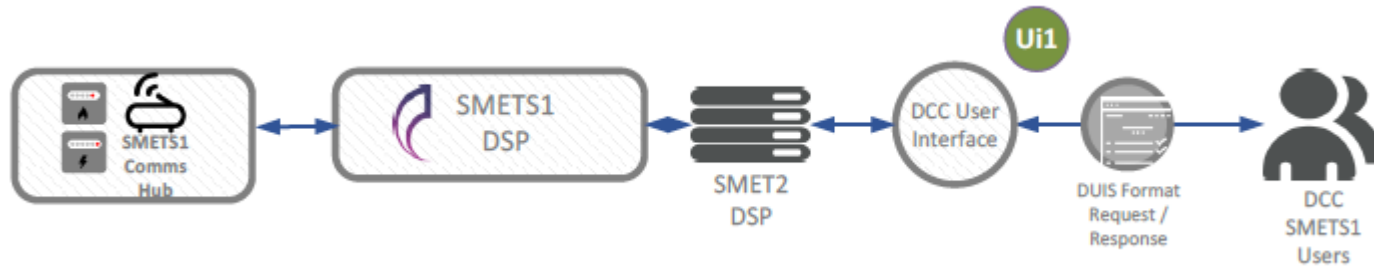 SMETS1
Comms
Hub
SMETS1
DSP
SMET2
DSP
DCC User
Interface
Ui1
DUIS Format
Request /
Response
DCC
SMETS1
Users